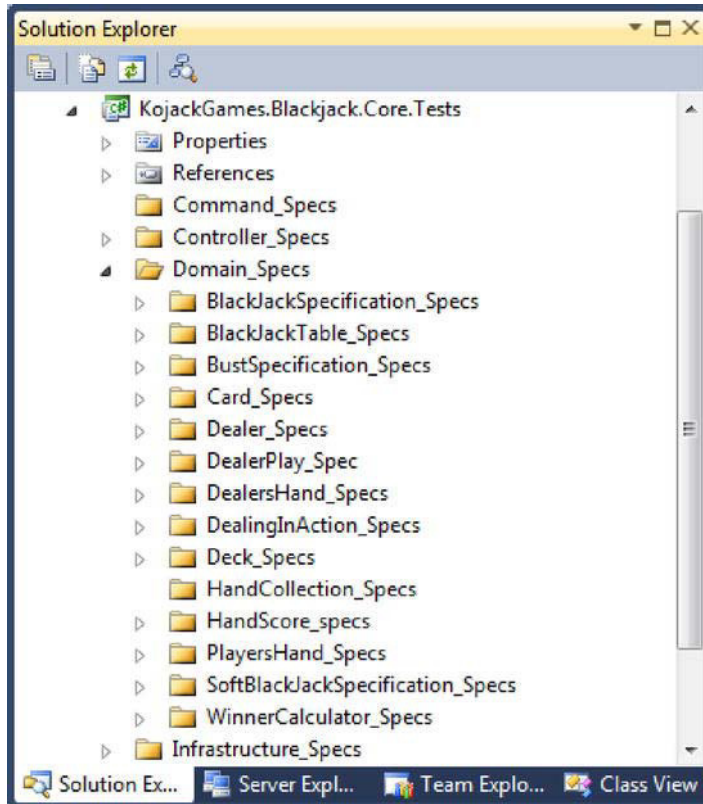 Solution Explorer
KojackGames.Blackjack.Core.Tests
Properties
References
Command_Specs
Controller_Specs
Domain_Specs
BlackJackSpecification_Specs
BlackJackTable_Specs
BustSpecification_Specs
Card_Specs
Dealer_Specs
DealerPlay_Spec
DealersHand_Specs
DealingInAction_Specs
Deck_Specs
HandCollection_Specs
HandScore_specs
PlayersHand_Specs
SoftBlackJackSpecification_Specs
WinnerCalculator_Specs
Infrastructure_Specs
Solution Ex... Server Expl... Team Explo... Class View